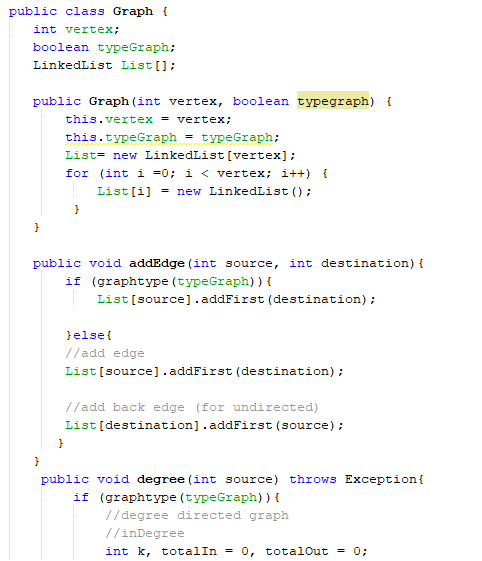 public class Graph {
int vertex;
boolean typeGraph;
LinkedList List[];
public Graph(int vertex, boolean typegraph) {
this.vertex = vertex;
this.typeGraph = typeGraph;
List= new LinkedList[vertex];
for (int i =0; i < vertex; i++) {
List[i] = new LinkedList();
}
}
public void addEdge(int source, int destination){
if (graphtype(typeGraph)){
List[source].addFirst(destination);
}else{
//add edge
List[source].addFirst(destination);
//add back edge (for undirected)
List[destination].addFirst(source);
}
}
public void degree(int source) throws Exception{
if (graphtype(typeGraph)){
//degree directed graph
//inDegree
int k, totalIn = 0, totalOut = 0;